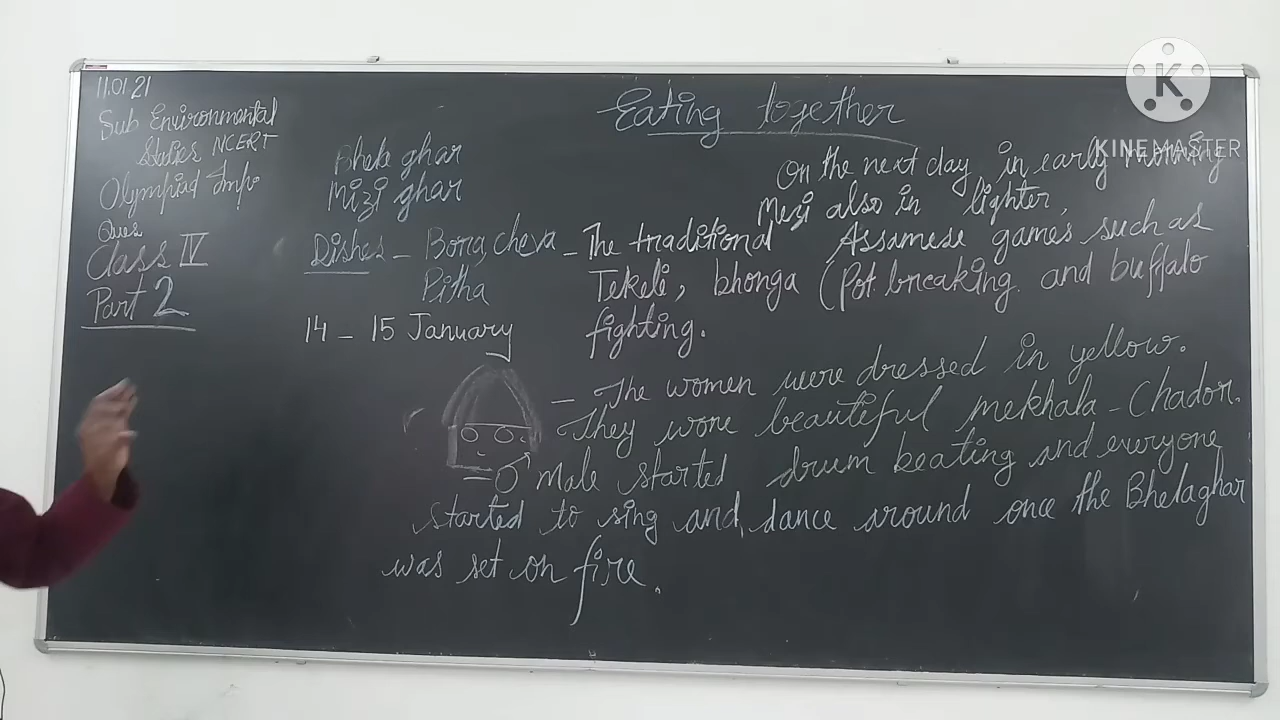 11.01.21
Sub Environmental
Studies NCERT
Olympiad Imp.
Ques
Class IV
Part 2
Eating together
Bhela ghar
Mizi ghar
Dishes - Bora, cheva
Pitha
14 - 15 January
On the next day in early morning
Mezi also in lighter,
- The traditional Assamese games such as
Tekeli, bhonga (Pot breaking and buffalo
fighting.
- The women were dressed in yellow.
They wore beautiful mekhala - Chador.
- ♂ Male started drum beating and everyone
started to sing and dance around once the Bhelaghar
was set on fire.
K
KINEMASTER